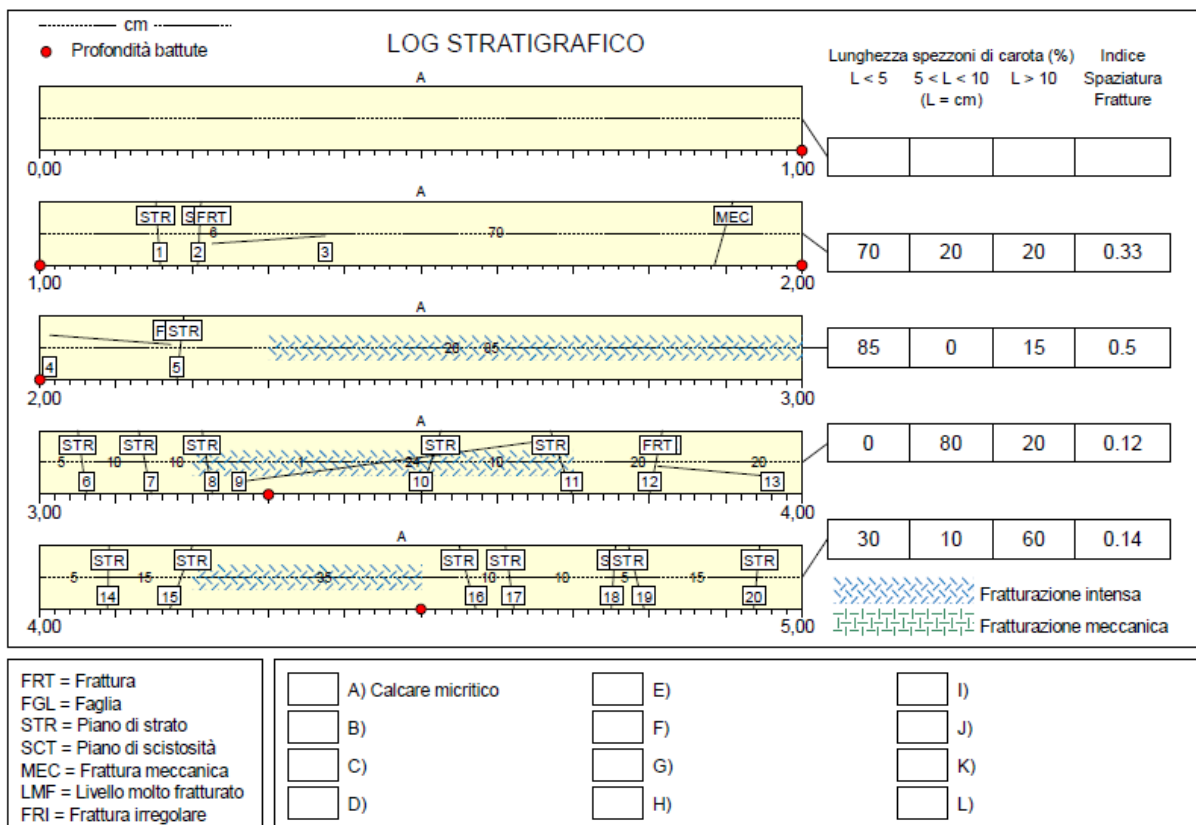 cm
Profondità battute
LOG STRATIGRAFICO
Lunghezza spezzoni di carota (%)
Indice
L < 5
5 < L < 10
L > 10
Spaziatura
(L = cm)
Fratture
A
0,00
1,00
A
STR
S
FRT
MEC
6
70
1
2
3
1,00
2,00
70
20
20
0.33
A
F
STR
85
4
5
2,00
3,00
85
0
15
0.5
A
STR
STR
STR
STR
STR
FRT
5
10
10
1
24
10
20
20
6
7
8
9
10
11
12
13
3,00
4,00
0
80
20
0.12
A
STR
STR
STR
STR
S
STR
STR
5
15
35
10
10
5
15
14
15
16
17
18
19
20
4,00
5,00
30
10
60
0.14
Fratturazione intensa
Fratturazione meccanica
FRT = Frattura
FGL = Faglia
STR = Piano di strato
SCT = Piano di scistosità
MEC = Frattura meccanica
LMF = Livello molto fratturato
FRI = Frattura irregolare
A) Calcare micritico
B)
C)
D)
E)
F)
G)
H)
I)
J)
K)
L)